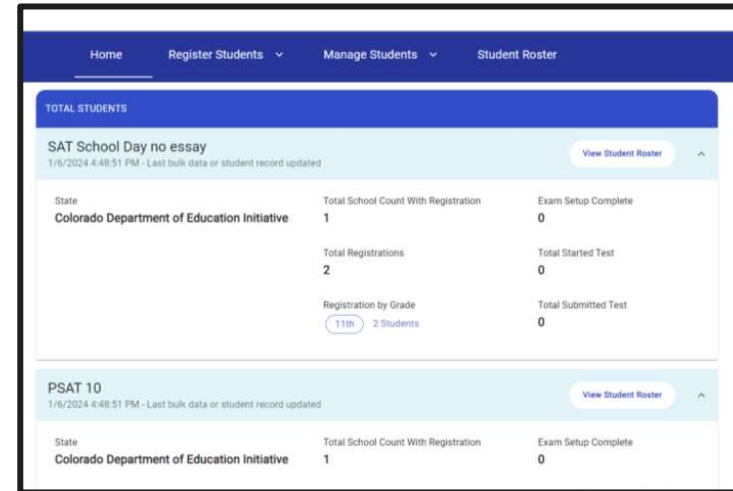 Home Register Students Manage Students Student Roster
TOTAL STUDENTS
SAT School Day no essay
1/6/2024 4:48:51 PM - Last bulk data or student record updated
View Student Roster
State Total School Count With Registration Exam Setup Complete
Colorado Department of Education Initiative 1 0
Total Registrations Total Started Test
2 0
Registration by Grade Total Submitted Test
11th 2 Students 0
PSAT 10
1/6/2024 4:48:51 PM - Last bulk data or student record updated
View Student Roster
State Total School Count With Registration Exam Setup Complete
Colorado Department of Education Initiative 1 0